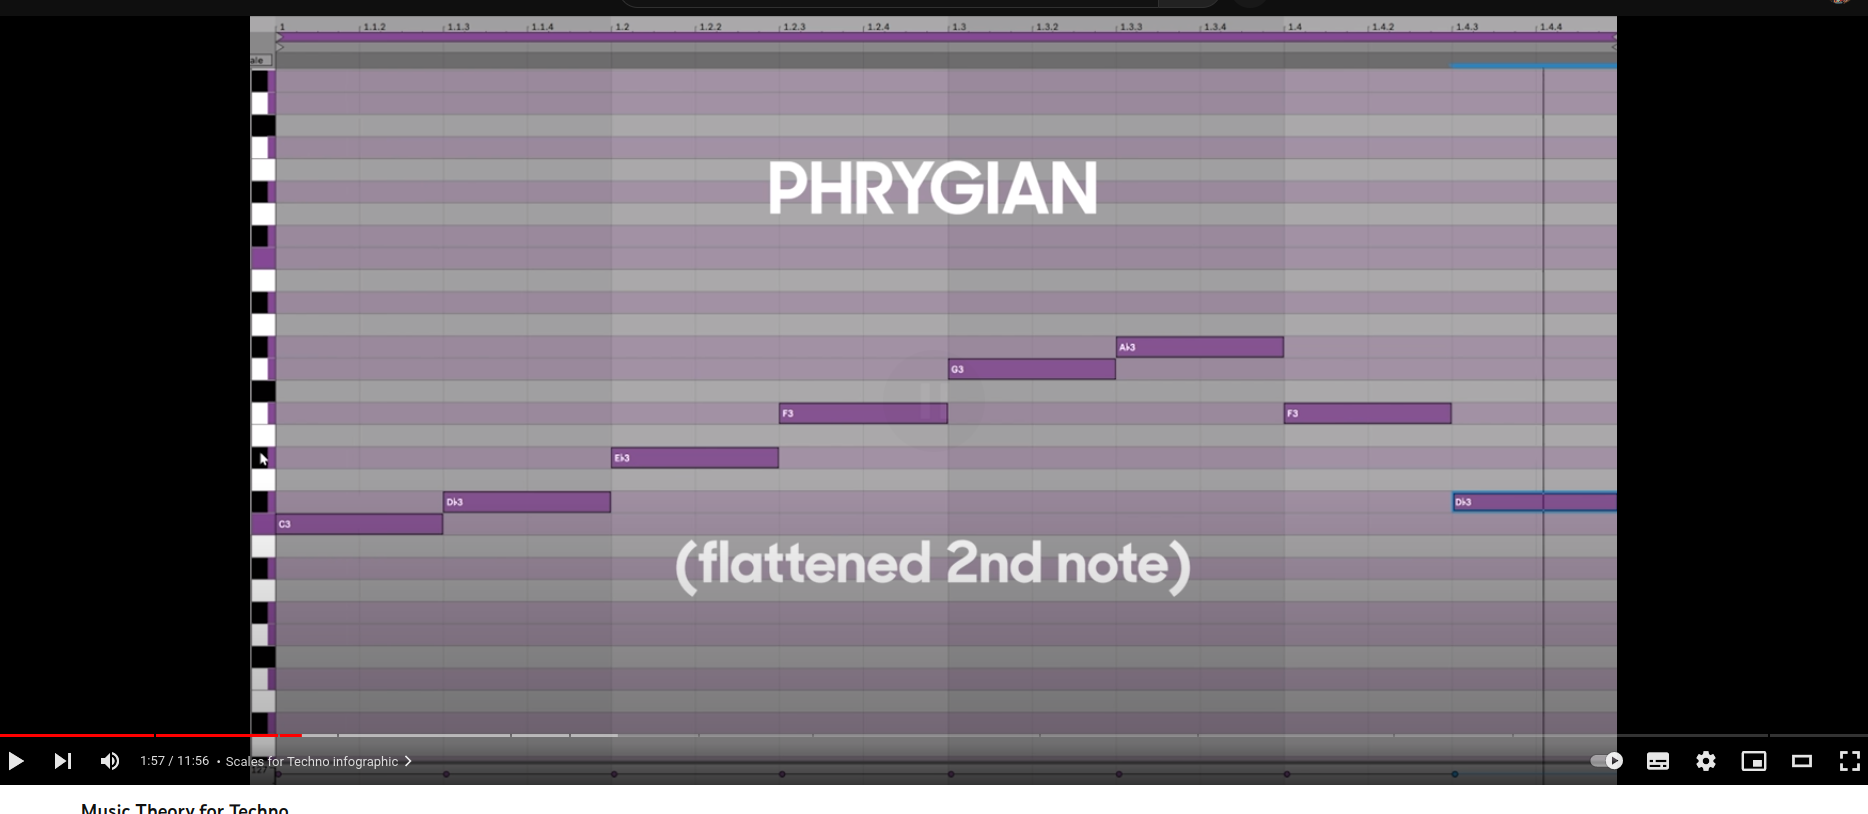 1 1.1.2 1.1.3 1.1.4 1.2 1.2.2 1.2.3 1.2.4 1.3 1.3.2 1.3.3 1.3.4 1.4 1.4.2 1.4.3 1.4.4
ale
PHRYGIAN
A♭3
G3
F3 F3
E♭3
D♭3 D♭3
C3
(flattened 2nd note)
1:57 / 11:56 • Scales for Techno infographic
127
Music Theory for Techno